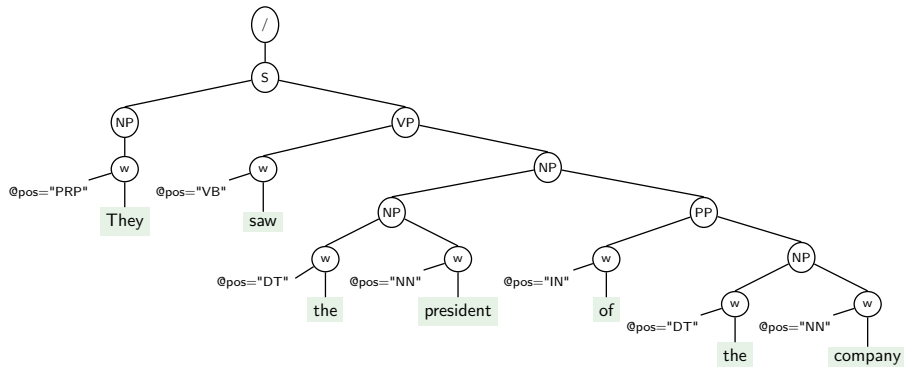 /
S
NP VP
w w NP
@pos="PRP" @pos="VB"
They saw NP PP
w w w NP
@pos="DT" @pos="NN" @pos="IN"
the president of w w
@pos="DT" @pos="NN"
the company